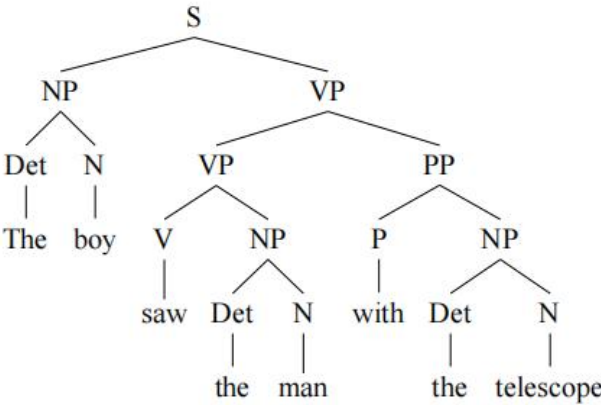 S
NP VP
Det N VP PP
The boy V NP P NP
saw Det N with Det N
the man the telescope